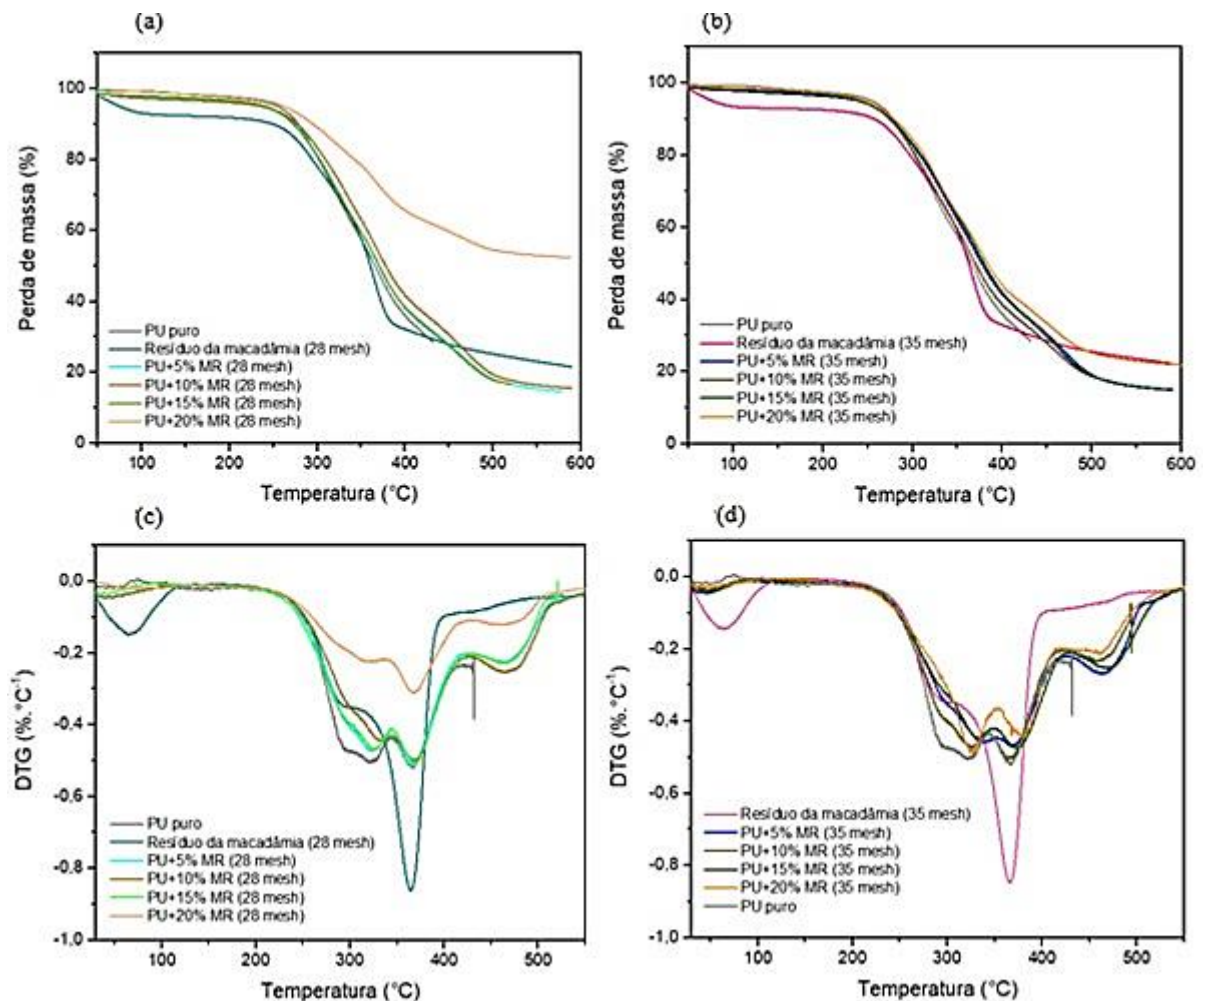 (a)
Perda de massa (%)
100
80
60
40
20
0
PU puro
Resíduo da macadâmia (28 mesh)
PU+5% MR (28 mesh)
PU+10% MR (28 mesh)
PU+15% MR (28 mesh)
PU+20% MR (28 mesh)
100 200 300 400 500 600
Temperatura (°C)
(b)
Perda de massa (%)
100
80
60
40
20
0
PU puro
Resíduo da macadâmia (35 mesh)
PU+5% MR (35 mesh)
PU+10% MR (35 mesh)
PU+15% MR (35 mesh)
PU+20% MR (35 mesh)
100 200 300 400 500 600
Temperatura (°C)
(c)
DTG (%.°C⁻¹)
0,0
-0,2
-0,4
-0,6
-0,8
-1,0
PU puro
Resíduo da macadâmia (28 mesh)
PU+5% MR (28 mesh)
PU+10% MR (28 mesh)
PU+15% MR (28 mesh)
PU+20% MR (28 mesh)
100 200 300 400 500
Temperatura (°C)
(d)
DTG (%.°C⁻¹)
0,0
-0,2
-0,4
-0,6
-0,8
-1,0
Resíduo da macadâmia (35 mesh)
PU+5% MR (35 mesh)
PU+10% MR (35 mesh)
PU+15% MR (35 mesh)
PU+20% MR (35 mesh)
PU puro
100 200 300 400 500
Temperatura (°C)